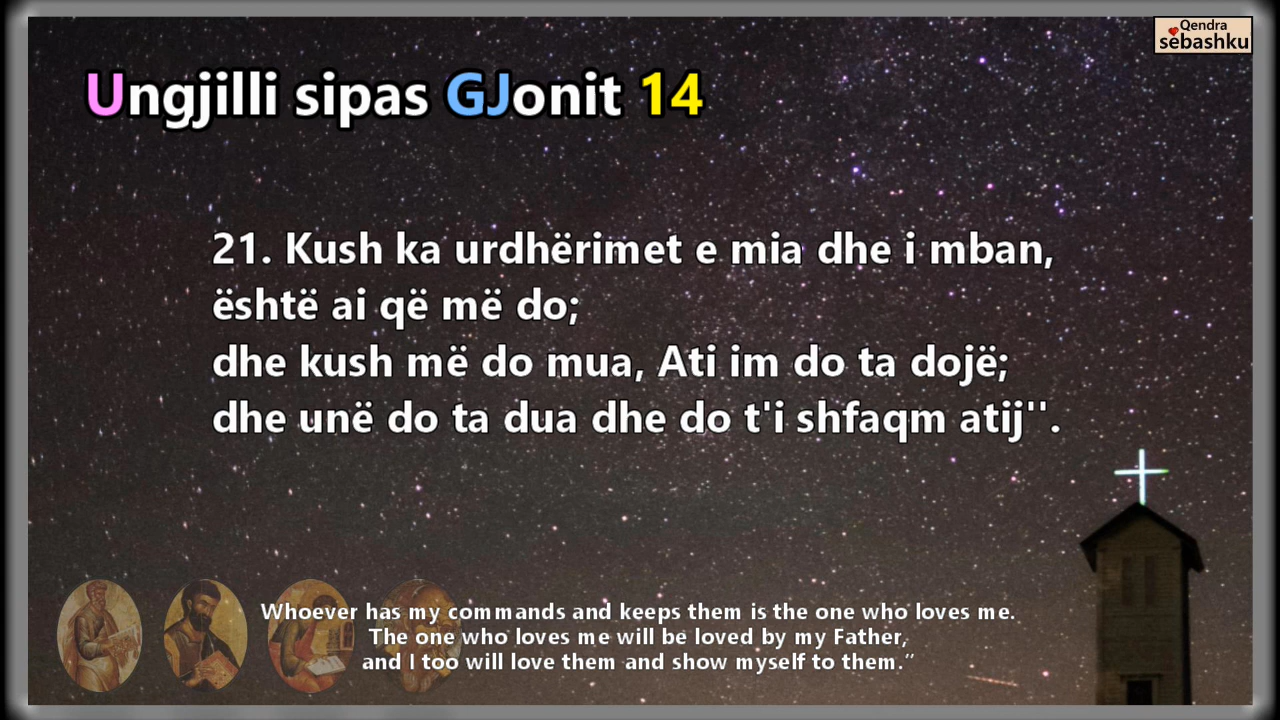 Qendra
sëbashku
Ungjilli sipas GJonit 14
21. Kush ka urdhërimet e mia dhe i mban,
është ai që më do;
dhe kush më do mua, Ati im do ta dojë;
dhe unë do ta dua dhe do t'i shfaqm atij''.
Whoever has my commands and keeps them is the one who loves me.
The one who loves me will be loved by my Father,
and I too will love them and show myself to them.”